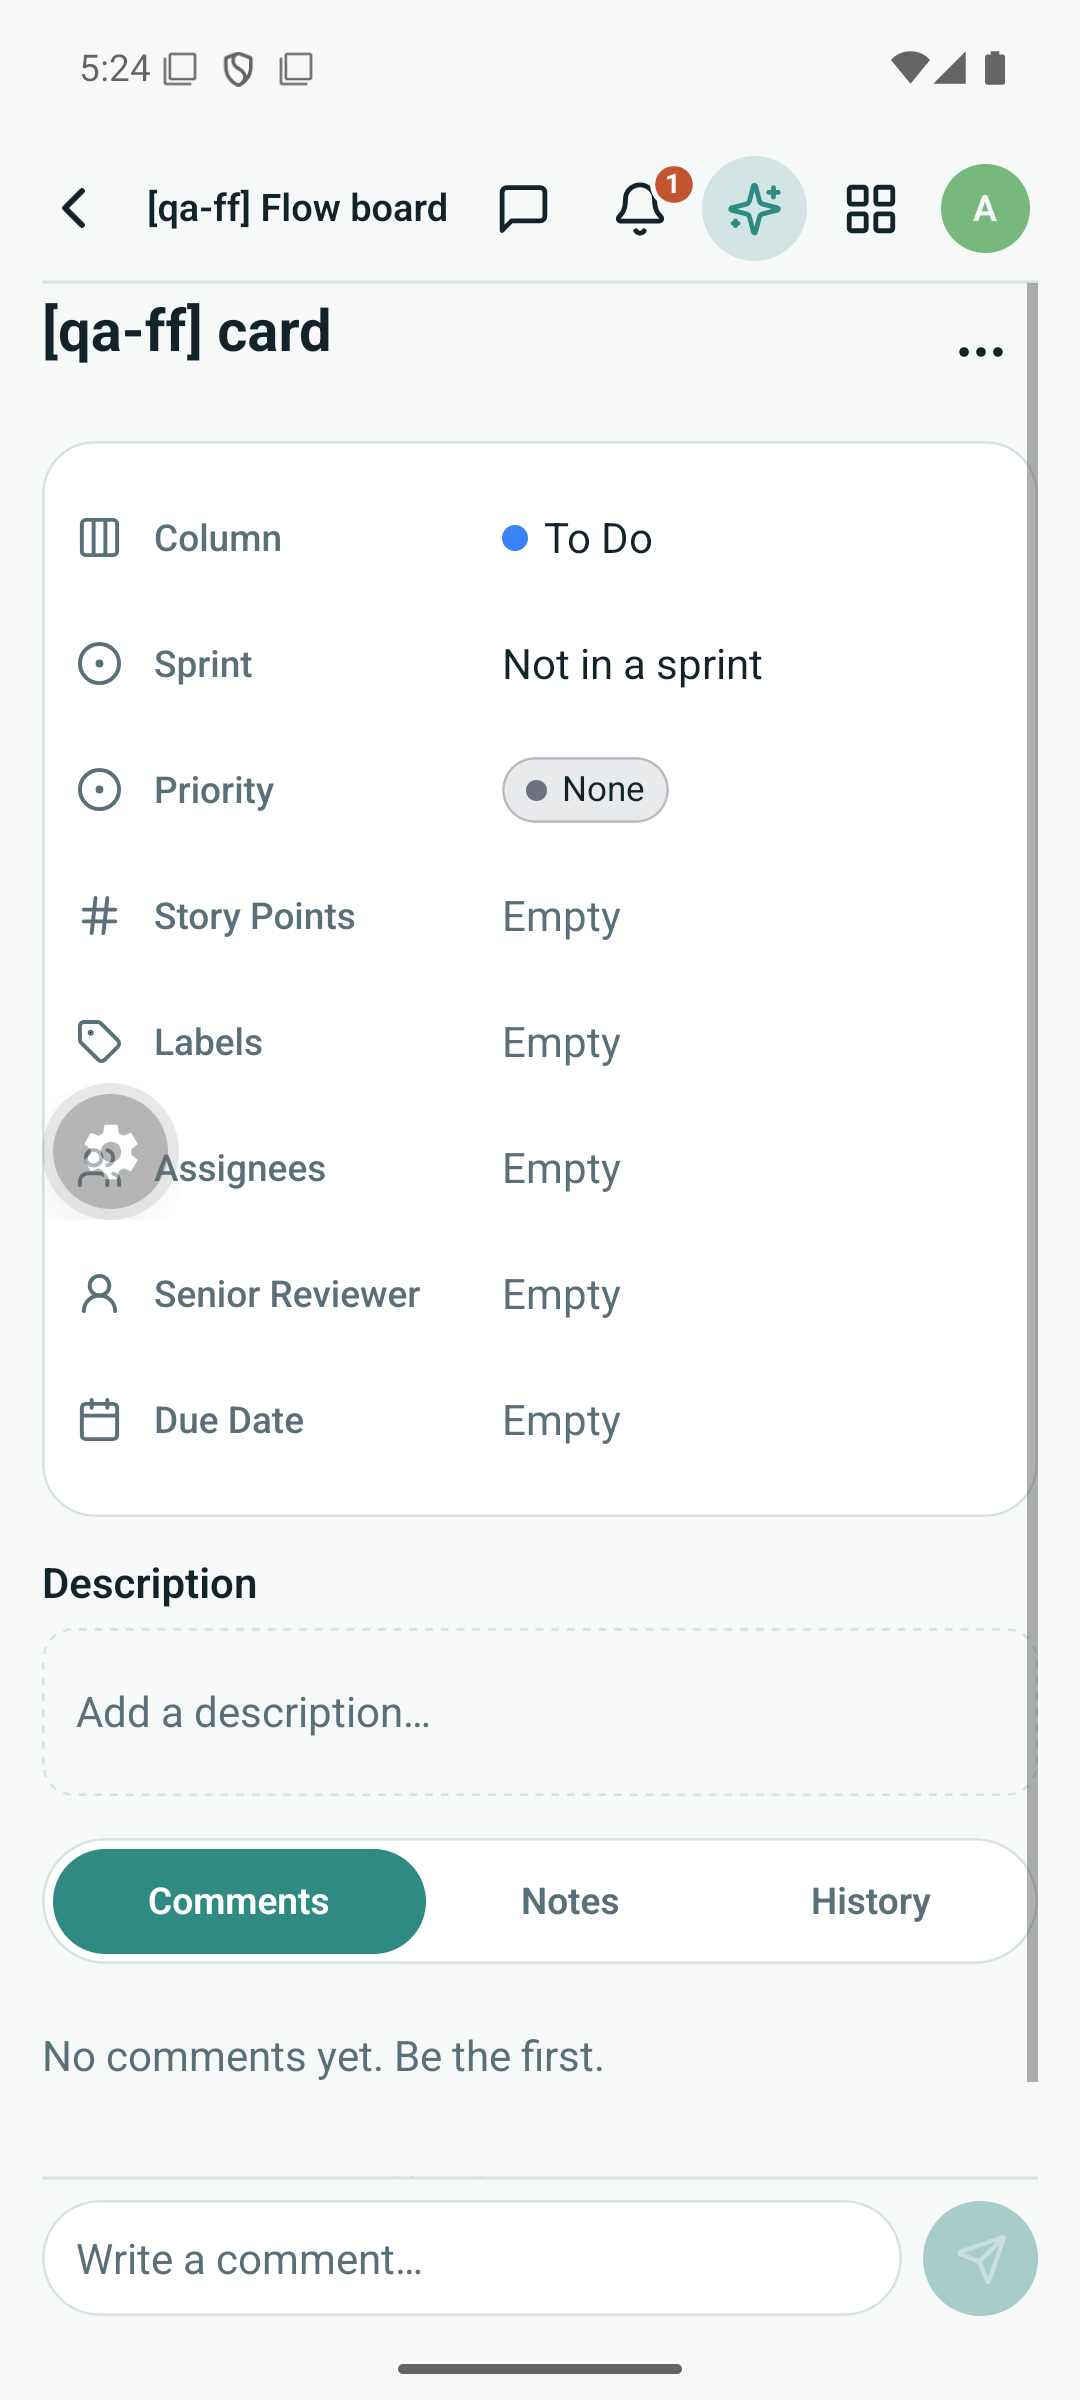 5:24
[qa-ff] Flow board
1
A
[qa-ff] card
Column
To Do
Sprint
Not in a sprint
Priority
None
Story Points
Empty
Labels
Empty
Assignees
Empty
Senior Reviewer
Empty
Due Date
Empty
Description
Add a description...
Comments
Notes
History
No comments yet. Be the first.
Write a comment...